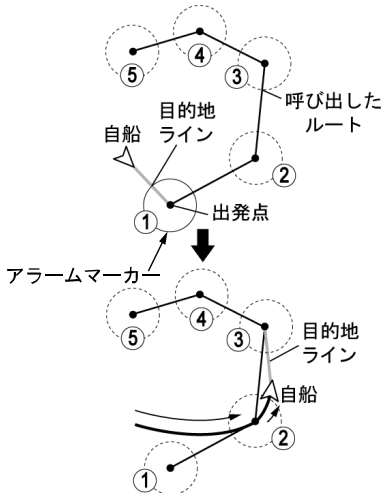 ④
⑤
③
呼び出した
ルート
目的地
ライン
自船
②
①
出発点
アラームマーカー
④
⑤
③
目的地
ライン
自船
②
①